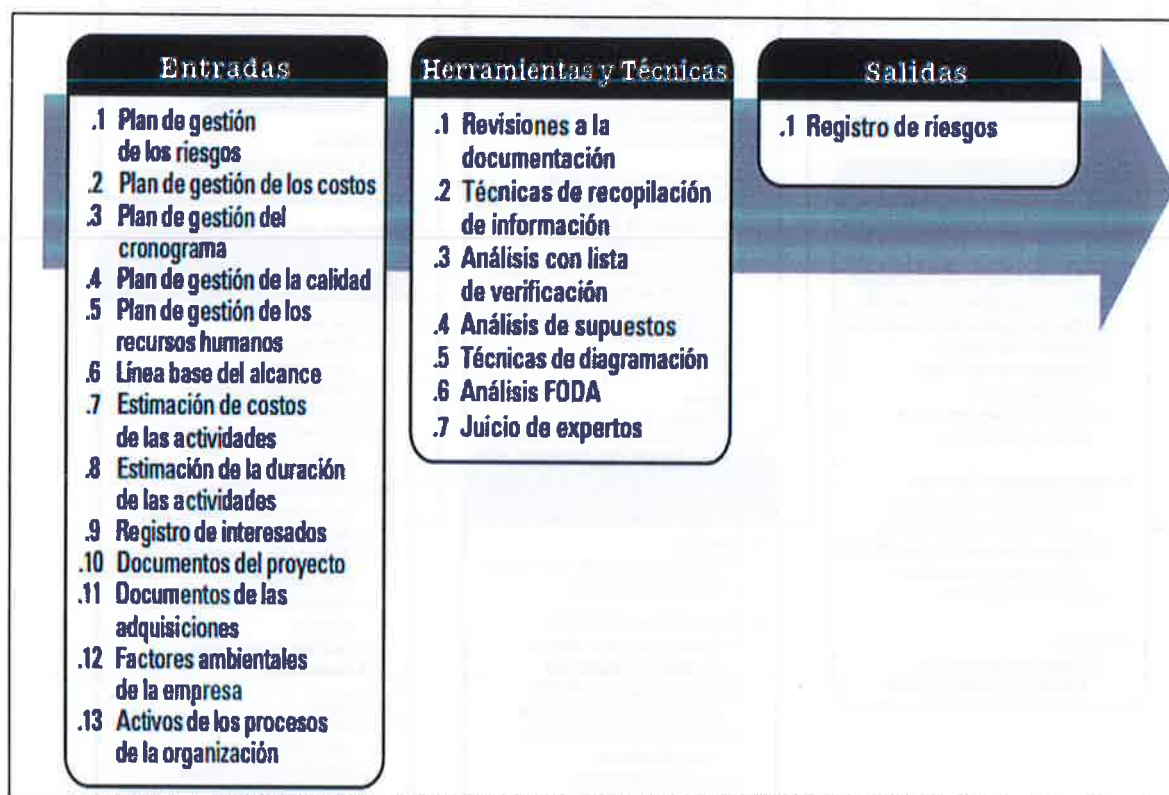 Entradas
.1 Plan de gestión
de los riesgos
.2 Plan de gestión de los costos
.3 Plan de gestión del
cronograma
.4 Plan de gestión de la calidad
.5 Plan de gestión de los
recursos humanos
.6 Línea base del alcance
.7 Estimación de costos
de las actividades
.8 Estimación de la duración
de las actividades
.9 Registro de interesados
.10 Documentos del proyecto
.11 Documentos de las
adquisiciones
.12 Factores ambientales
de la empresa
.13 Activos de los procesos
de la organización
Herramientas y Técnicas
.1 Revisiones a la
documentación
.2 Técnicas de recopilación
de información
.3 Análisis con lista
de verificación
.4 Análisis de supuestos
.5 Técnicas de diagramación
.6 Análisis FODA
.7 Juicio de expertos
Salidas
.1 Registro de riesgos